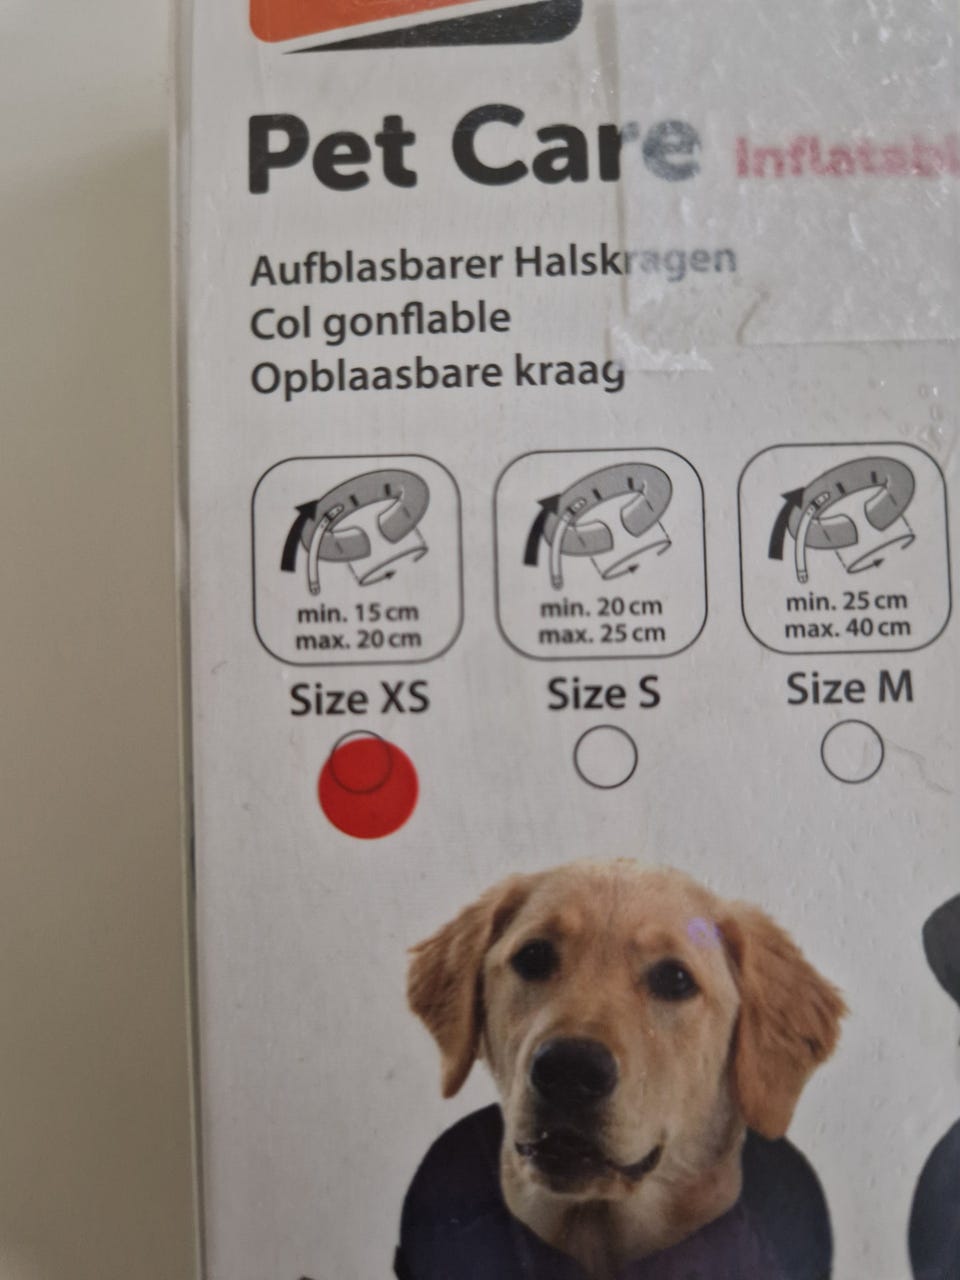 Pet Care
Aufblasbarer Halskragen
Col gonflable
Opblaasbare kraag
min. 15 cm
max. 20 cm
Size XS
min. 20 cm
max. 25 cm
Size S
min. 25 cm
max. 40 cm
Size M